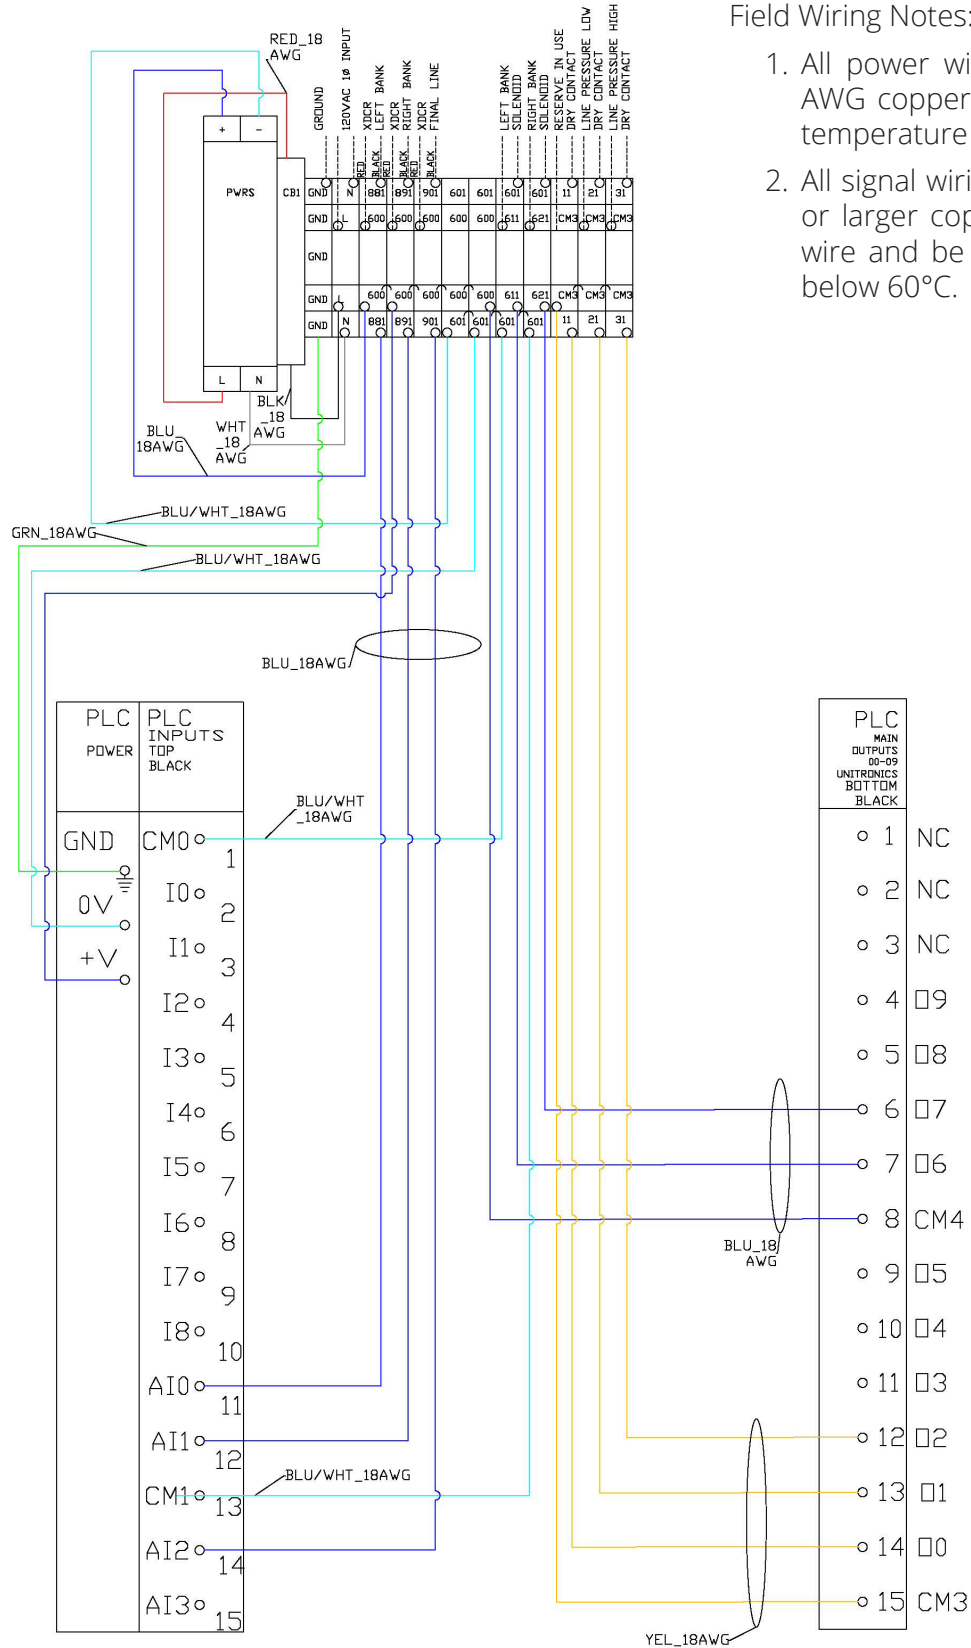 Field Wiring Notes:
1. All power wi
AWG copper
temperature
2. All signal wiri
or larger cop
wire and be
below 60°C.
RED_18
AWG
GROUND
120VAC 1Ø INPUT
XDCR
LEFT BANK
XDCR
RIGHT BANK
XDCR
FINAL LINE
LEFT BANK
SOLENOID
RIGHT BANK
SOLENOID
RESERVE IN USE
DRY CONTACT
LINE PRESSURE LOW
DRY CONTACT
LINE PRESSURE HIGH
DRY CONTACT
RED
BLACK
RED
BLACK
RED
BLACK
+ -
PWRS
CB1
GND N 881 891 901 601 601 601 11 21 31
GND L 600 600 600 600 600 611 621 CM3 CM3 CM3
GND
GND L 600 600 600 600 600 611 621 CM3 CM3 CM3
GND N 881 891 901 601 601 601 601 11 21 31
L N
BLK
_18
AWG
WHT
_18
AWG
BLU_
18AWG
BLU/WHT_18AWG
GRN_18AWG
BLU/WHT_18AWG
BLU_18AWG
PLC
POWER
PLC
INPUTS
TOP
BLACK
GND
0V
+V
BLU/WHT
_18AWG
CM0 1
I0 2
I1 3
I2 4
I3 5
I4 6
I5 7
I6 8
I7 9
I8 10
AI0 11
AI1 12
CM1 13
AI2 14
AI3 15
BLU/WHT_18AWG
PLC
MAIN
OUTPUTS
O0-O9
UNITRONICS
BOTTOM
BLACK
1 NC
2 NC
3 NC
4 O9
5 O8
6 O7
7 O6
8 CM4
9 O5
10 O4
11 O3
12 O2
13 O1
14 O0
15 CM3
BLU_18
AWG
YEL_18AWG